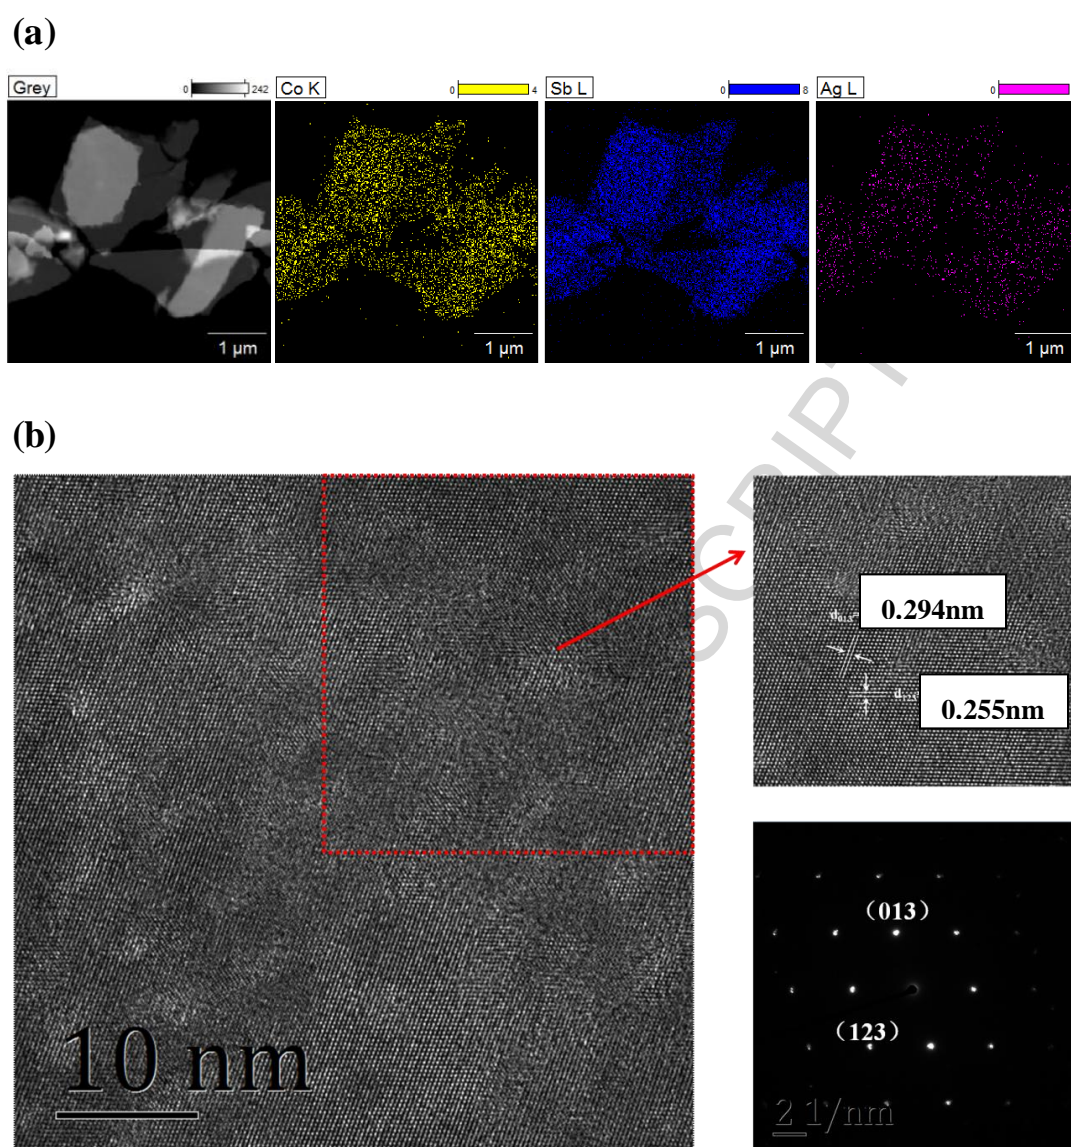 (a)
Grey 0 242
Co K 0 4
Sb L 0 8
Ag L 0
1 μm
1 μm
1 μm
1 μm
SCRIPT
(b)
0.294nm
0.255nm
10 nm
（013）
（123）
2 1/nm